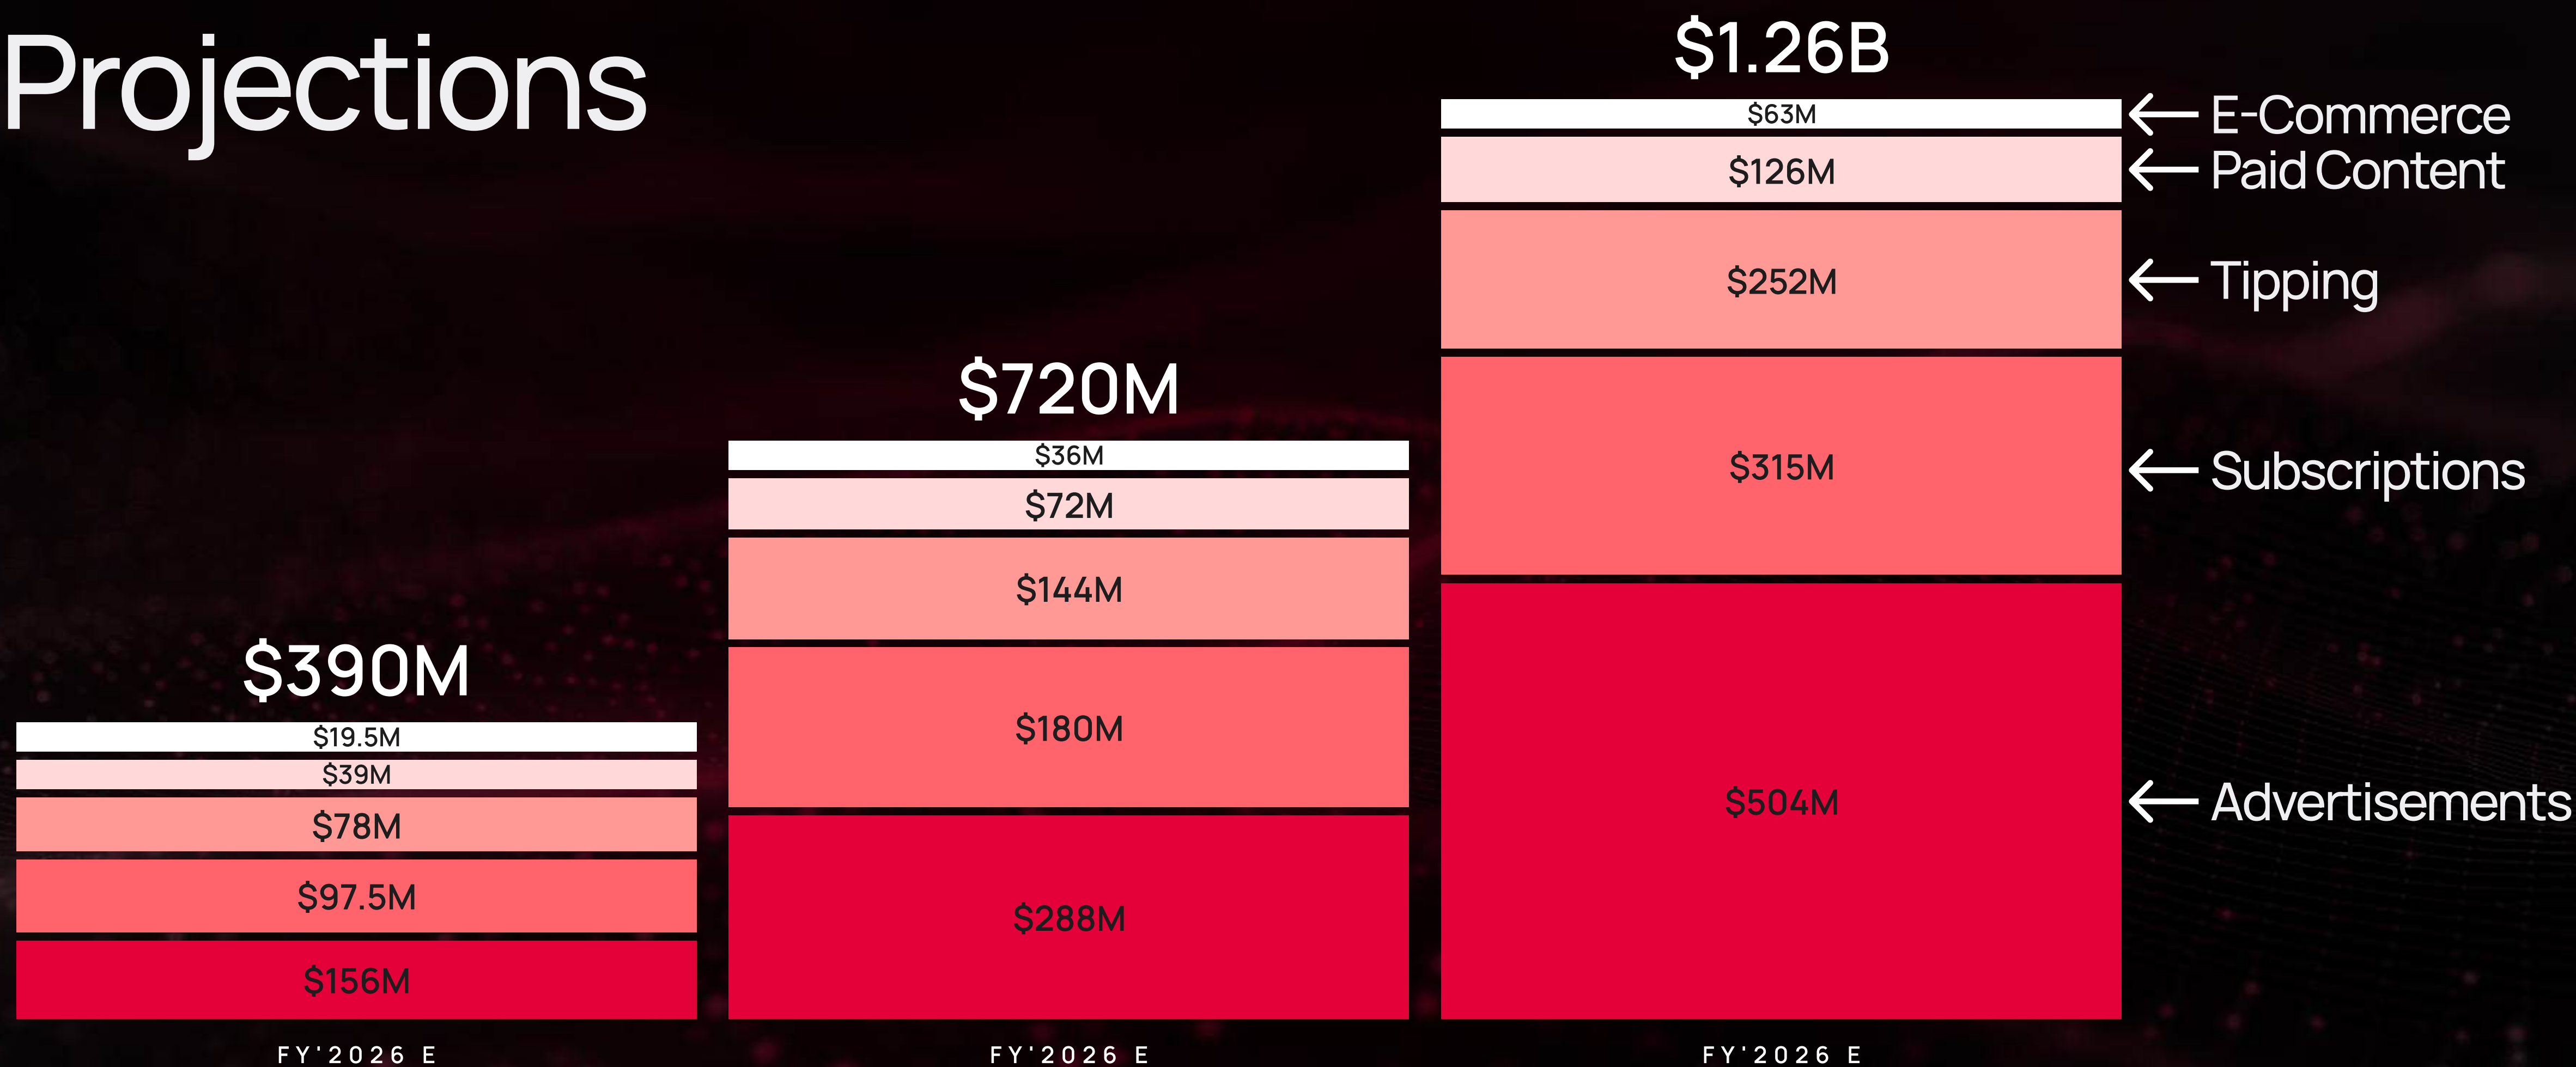 Projections
$390M
$19.5M
$39M
$78M
$97.5M
$156M
FY'2026 E
$720M
$36M
$72M
$144M
$180M
$288M
FY'2026 E
$1.26B
$63M
$126M
$252M
$315M
$504M
FY'2026 E
E-Commerce
Paid Content
Tipping
Subscriptions
Advertisements